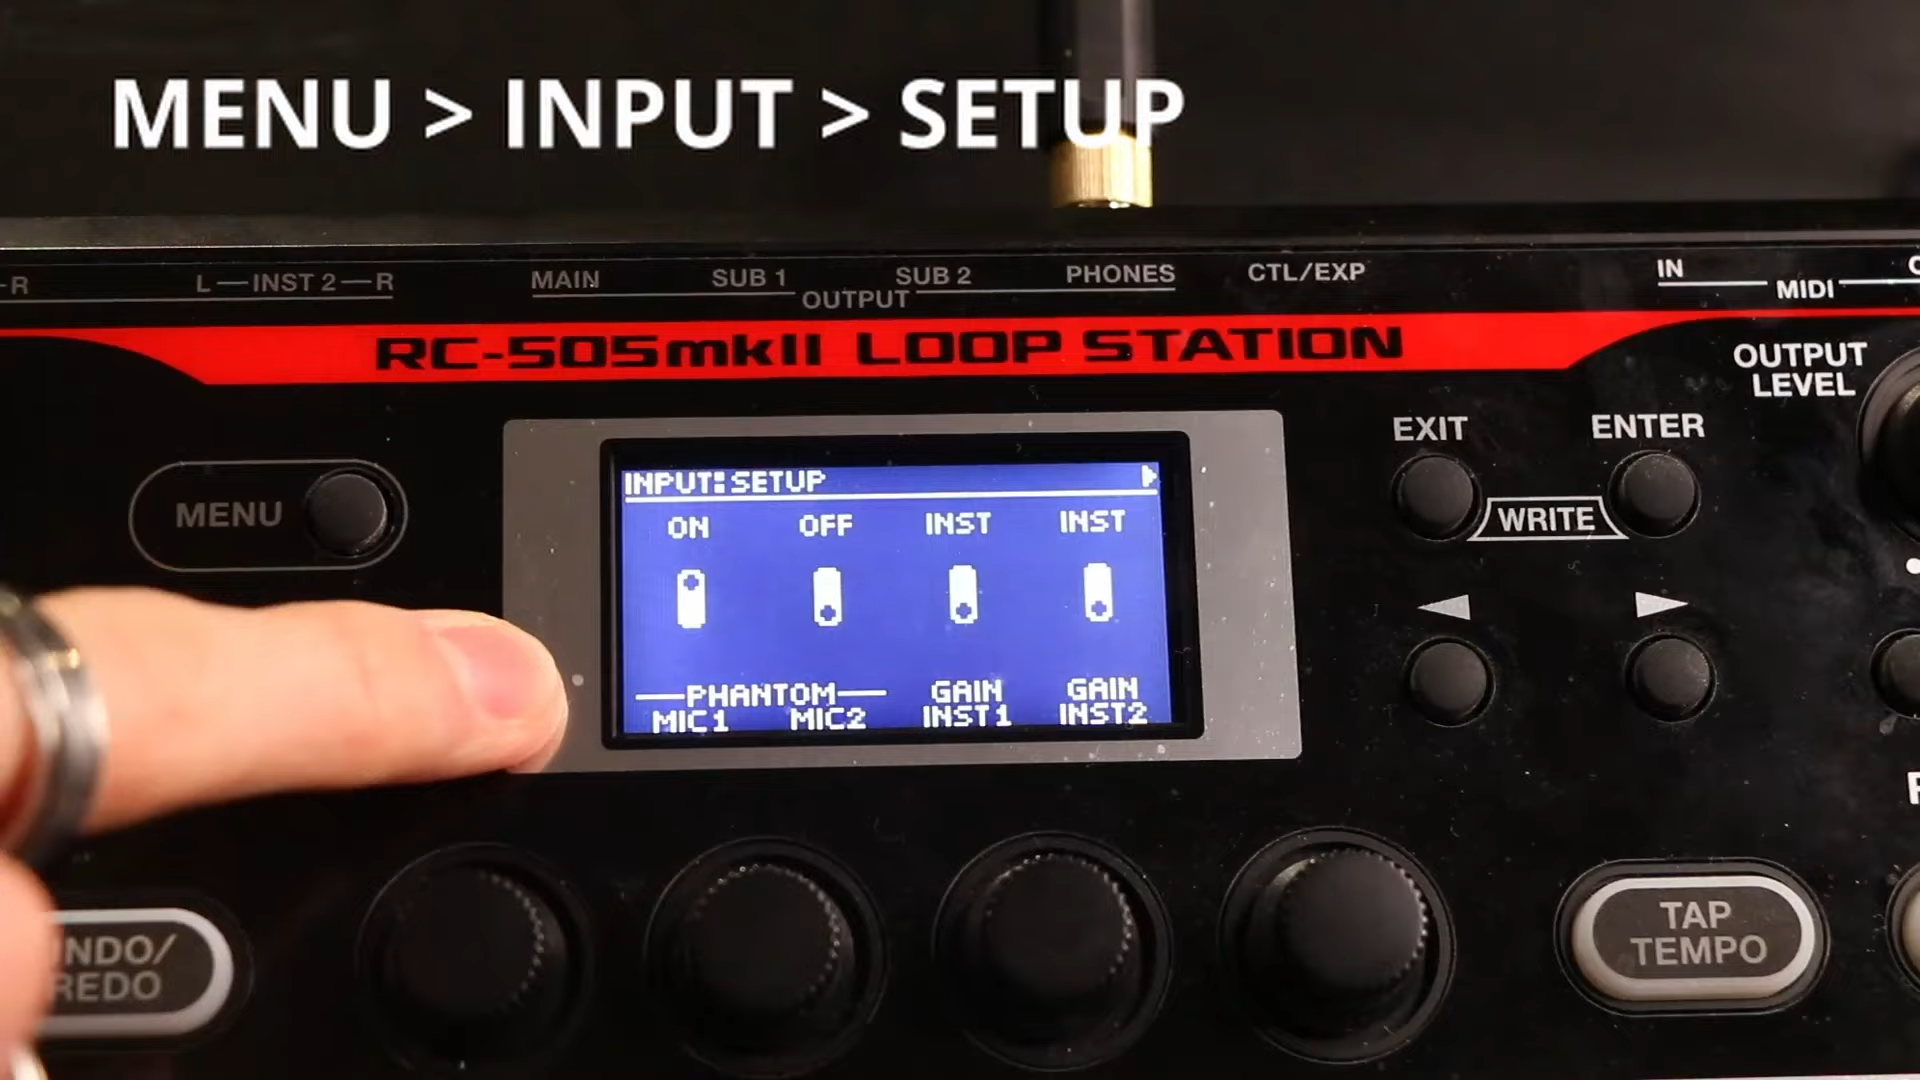 MENU > INPUT > SETUP
-R L—INST 2—R MAIN SUB 1 SUB 2 PHONES CTL/EXP IN
OUTPUT MIDI
RC-505mkII LOOP STATION
OUTPUT
LEVEL
EXIT ENTER
MENU
WRITE
INPUT:SETUP
ON OFF INST INST
PHANTOM GAIN GAIN
MIC1 MIC2 INST1 INST2
TAP
TEMPO
NDO/
REDO